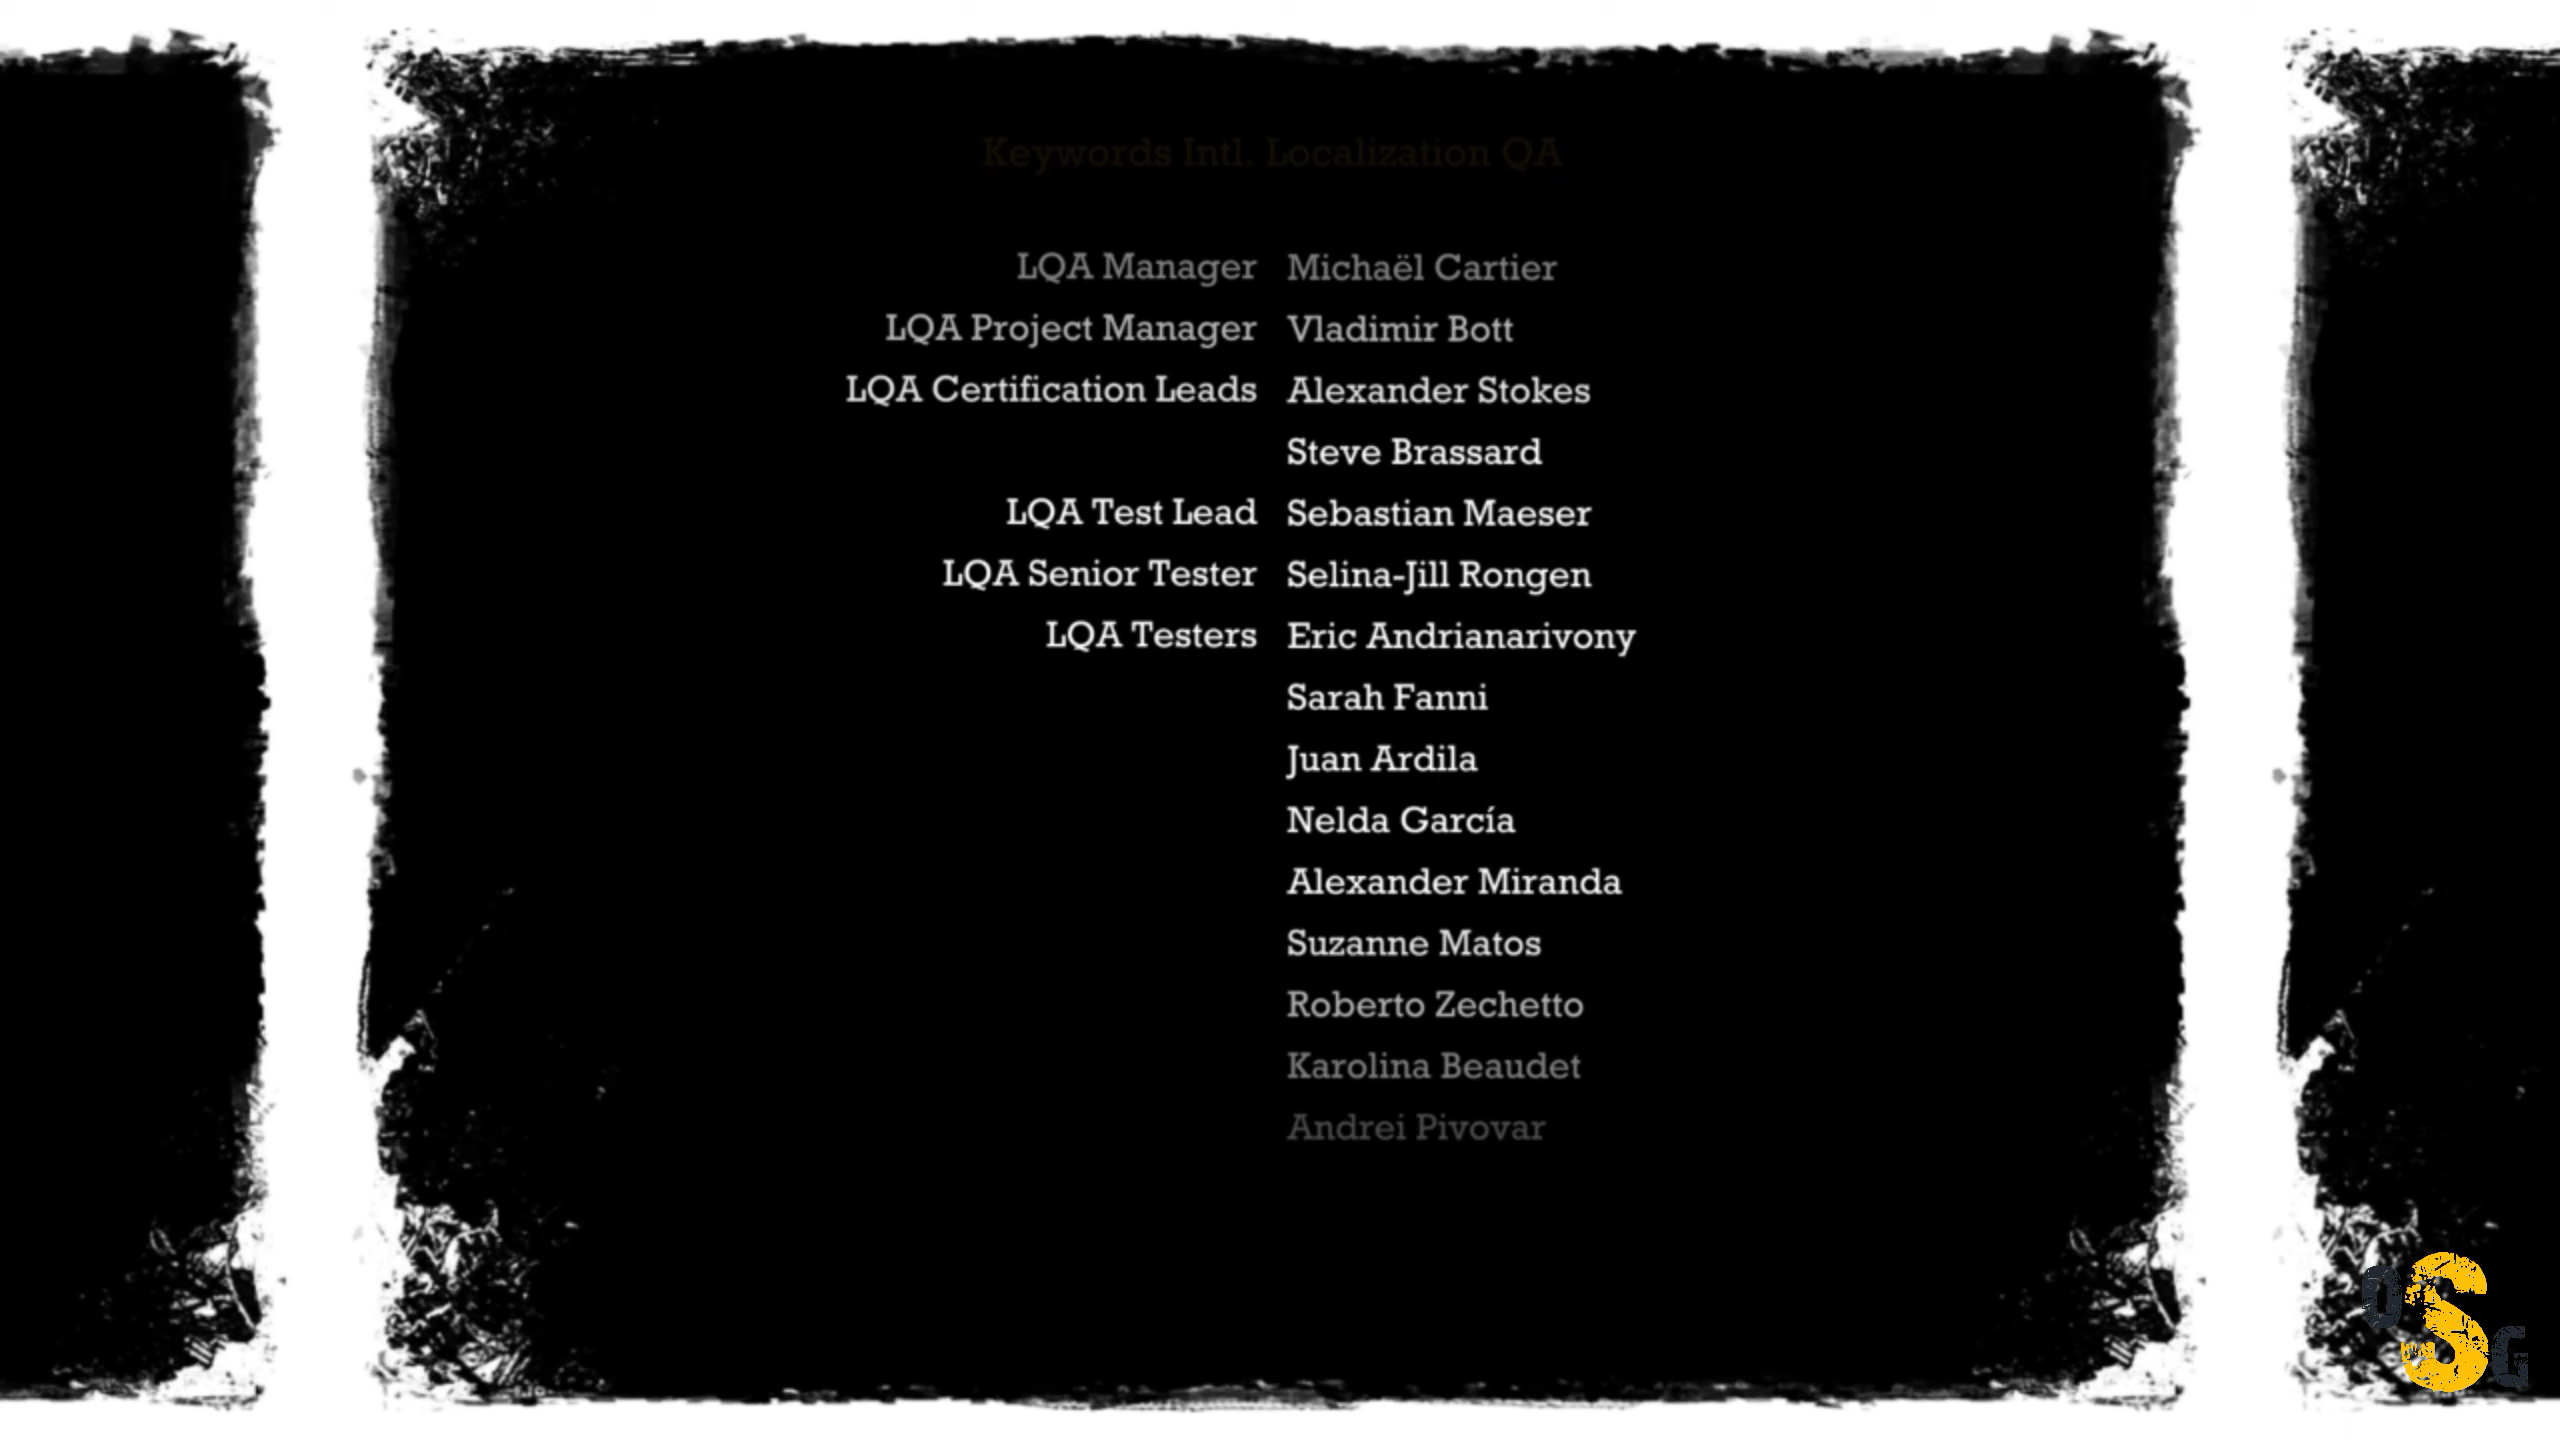 Keywords Intl. Localization QA
LQA Manager Michaël Cartier
LQA Project Manager Vladimir Bott
LQA Certification Leads Alexander Stokes
Steve Brassard
LQA Test Lead Sebastian Maeser
LQA Senior Tester Selina-Jill Rongen
LQA Testers Eric Andrianarivony
Sarah Fanni
Juan Ardila
Nelda García
Alexander Miranda
Suzanne Matos
Roberto Zechetto
Karolina Beaudet
Andrei Pivovar
OSG